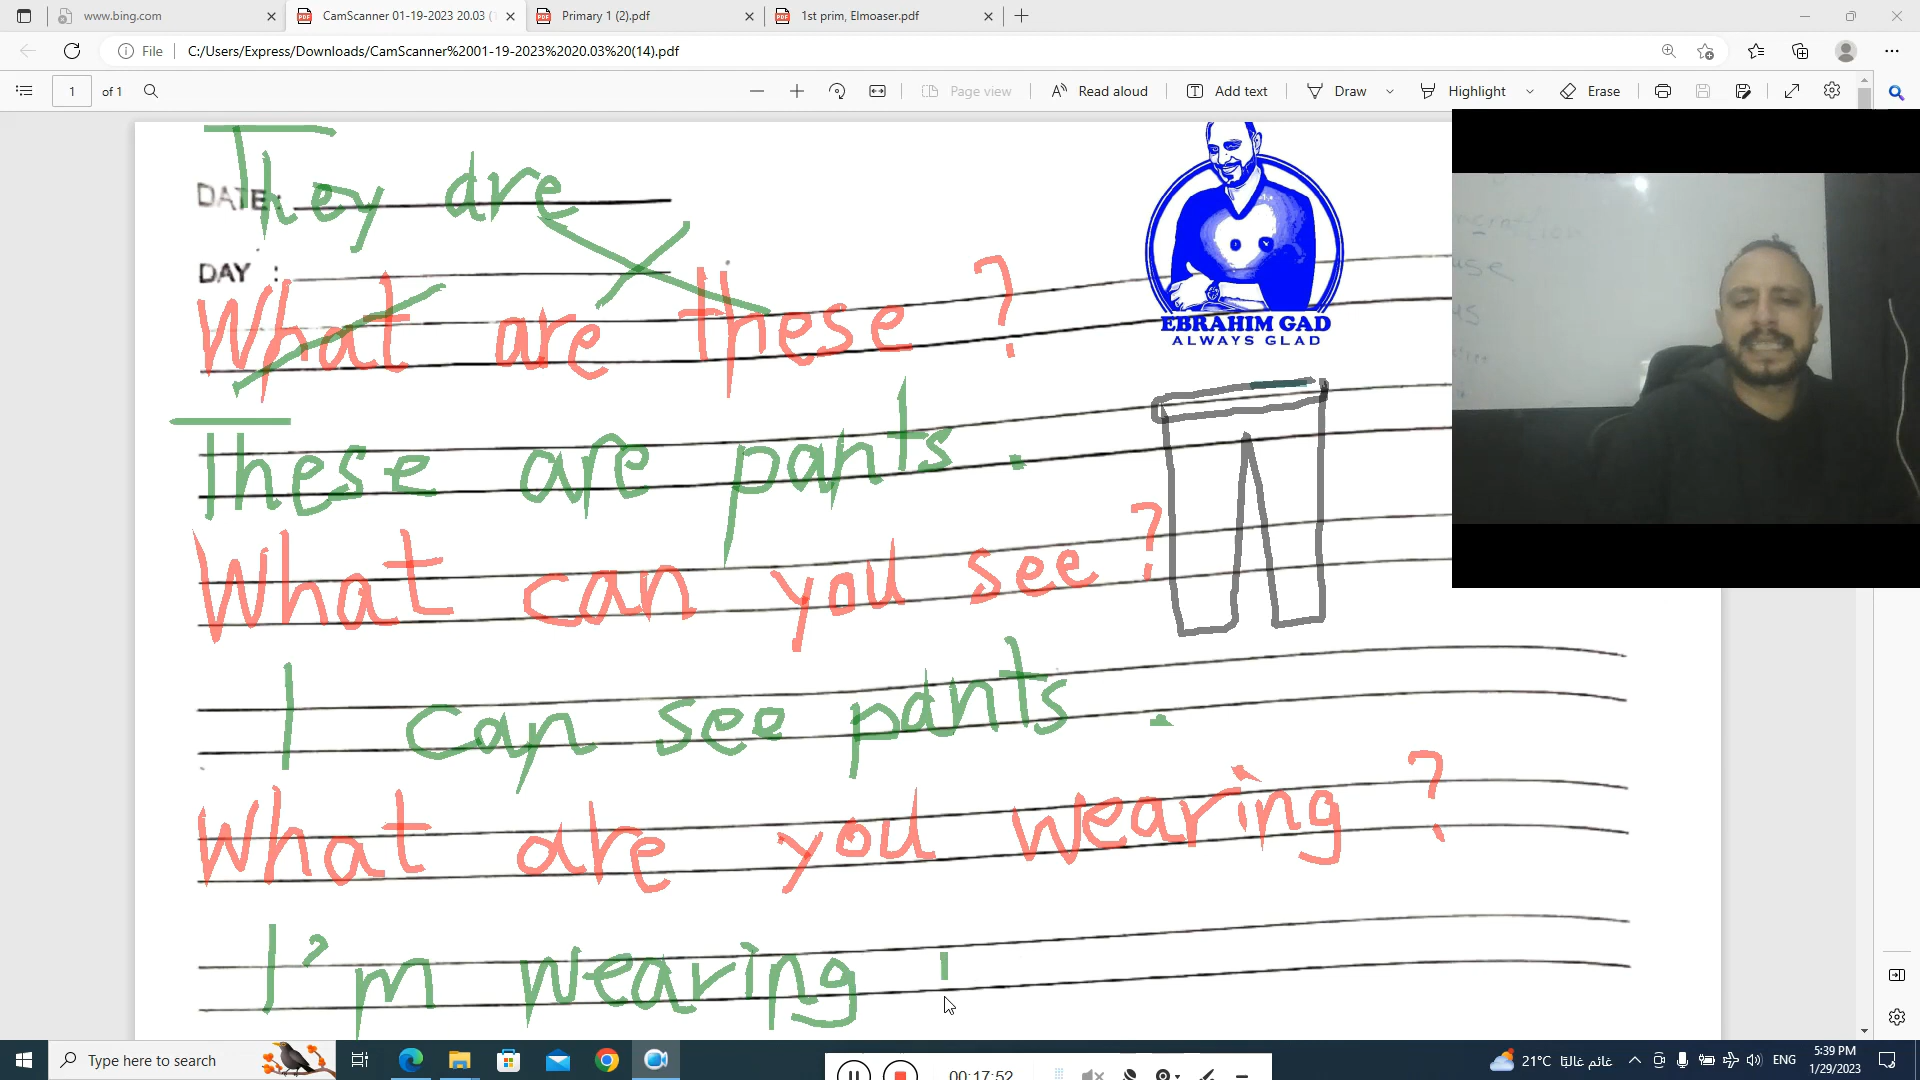 www.bing.com
CamScanner 01-19-2023 20.03 (
Primary 1 (2).pdf
1st prim, Elmoaser.pdf
File
C:/Users/Express/Downloads/CamScanner%2001-19-2023%2020.03%20(14).pdf
1 of 1
Page view
Read aloud
Add text
Draw
Highlight
Erase
They are
DATE:
DAY :
What are these ?
EBRAHIM GAD
ALWAYS GLAD
These are pants .
What can you see ?
I can see pants .
What are you wearing ?
I'm wearing
Type here to search
00:17:52
21°C غائم غالبًا
ENG
5:39 PM
1/29/2023